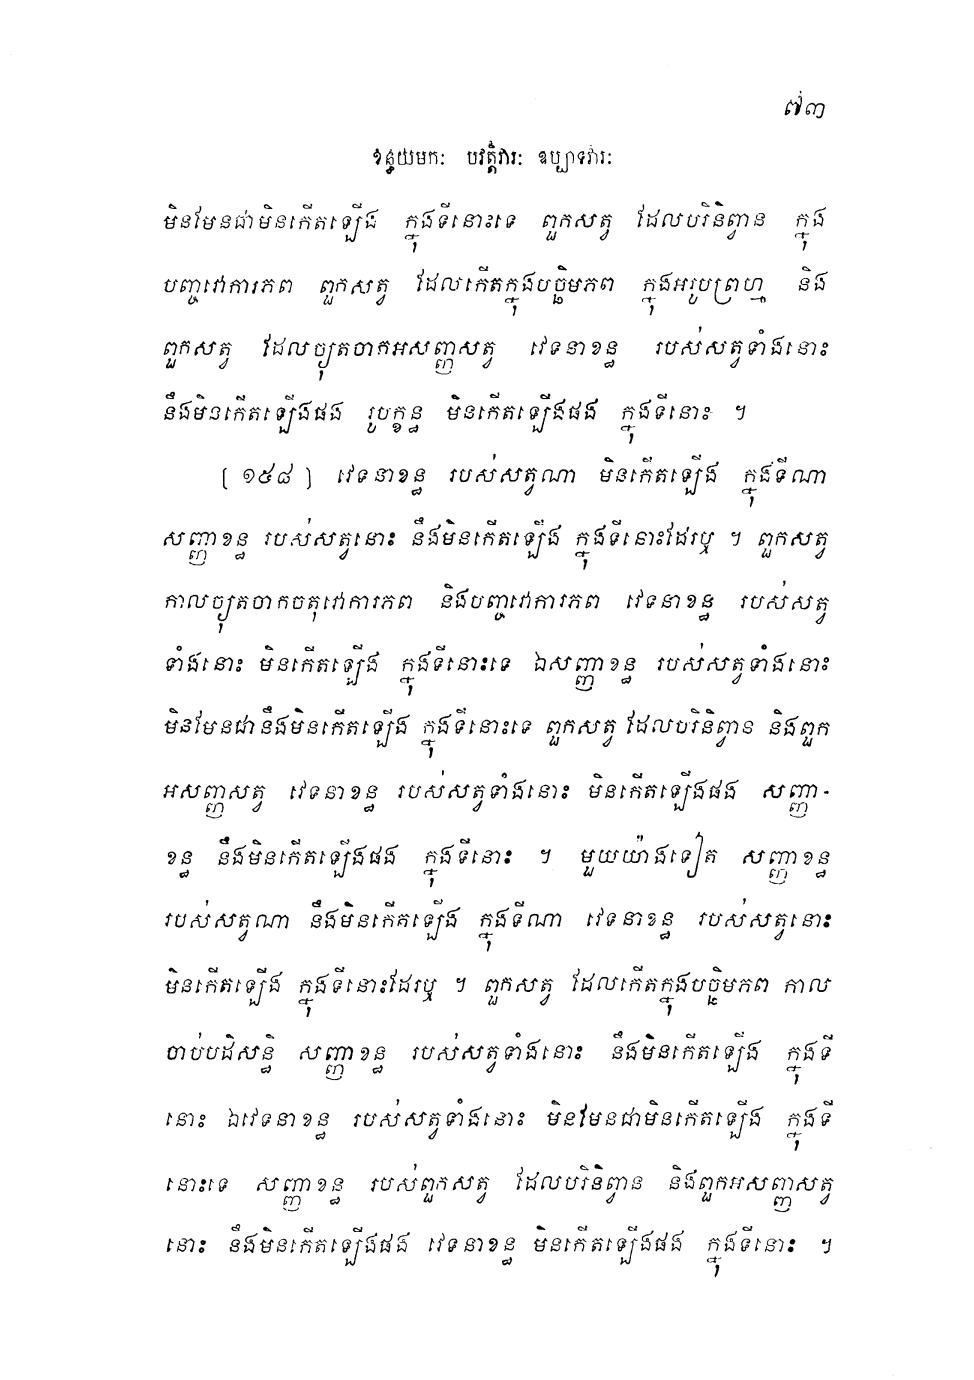 ៧៣
ខន្ធយមកៈ បវត្តិវារៈ ឧប្បាទវារៈ
មិនមែនជាមិនកើតឡើង ក្នុងទីនោះទេ ពួកសត្វ ដែលបរិនិព្វាន ក្នុង
បញ្ចវោការភព ពួកសត្វ ដែលកើតក្នុងបច្ឆិមភព ក្នុងអរូបព្រហ្ម និង
ពួកសត្វ ដែលច្យុតចាកអសញ្ញសត្វ វេទនាខន្ធ របស់សត្វទាំងនោះ
នឹងមិនកើតឡើងផង រូបក្ខន្ធ មិនកើតឡើងផង ក្នុងទីនោះ ។
[ ១៥៨ ] វេទនាខន្ធ របស់សត្វណា មិនកើតឡើង ក្នុងទីណា
សញ្ញាខន្ធ របស់សត្វនោះ នឹងមិនកើតឡើង ក្នុងទីនោះដែរឬ ។ ពួកសត្វ
កាលច្យុតចាកចតុវោការភព និងបញ្ចវោការភព វេទនាខន្ធ របស់សត្វ
ទាំងនោះ មិនកើតឡើង ក្នុងទីនោះទេ ឯសញ្ញាខន្ធ របស់សត្វទាំងនោះ
មិនមែនជានឹងមិនកើតឡើង ក្នុងទីនោះទេ ពួកសត្វ ដែលបរិនិព្វាន និងពួក
អសញ្ញសត្វ វេទនាខន្ធ របស់សត្វទាំងនោះ មិនកើតឡើងផង សញ្ញា-
ខន្ធ នឹងមិនកើតឡើងផង ក្នុងទីនោះ ។ មួយយ៉ាងទៀត សញ្ញាខន្ធ
របស់សត្វណា នឹងមិនកើតឡើង ក្នុងទីណា វេទនាខន្ធ របស់សត្វនោះ
មិនកើតឡើង ក្នុងទីនោះដែរឬ ។ ពួកសត្វ ដែលកើតក្នុងបច្ឆិមភព កាល
ចាប់បដិសន្ធិ សញ្ញាខន្ធ របស់សត្វទាំងនោះ នឹងមិនកើតឡើង ក្នុងទី
នោះ ឯវេទនាខន្ធ របស់សត្វទាំងនោះ មិនមែនជាមិនកើតឡើង ក្នុងទី
នោះទេ សញ្ញាខន្ធ របស់ពួកសត្វ ដែលបរិនិព្វាន និងពួកអសញ្ញសត្វ
នោះ នឹងមិនកើតឡើងផង វេទនាខន្ធ មិនកើតឡើងផង ក្នុងទីនោះ ។